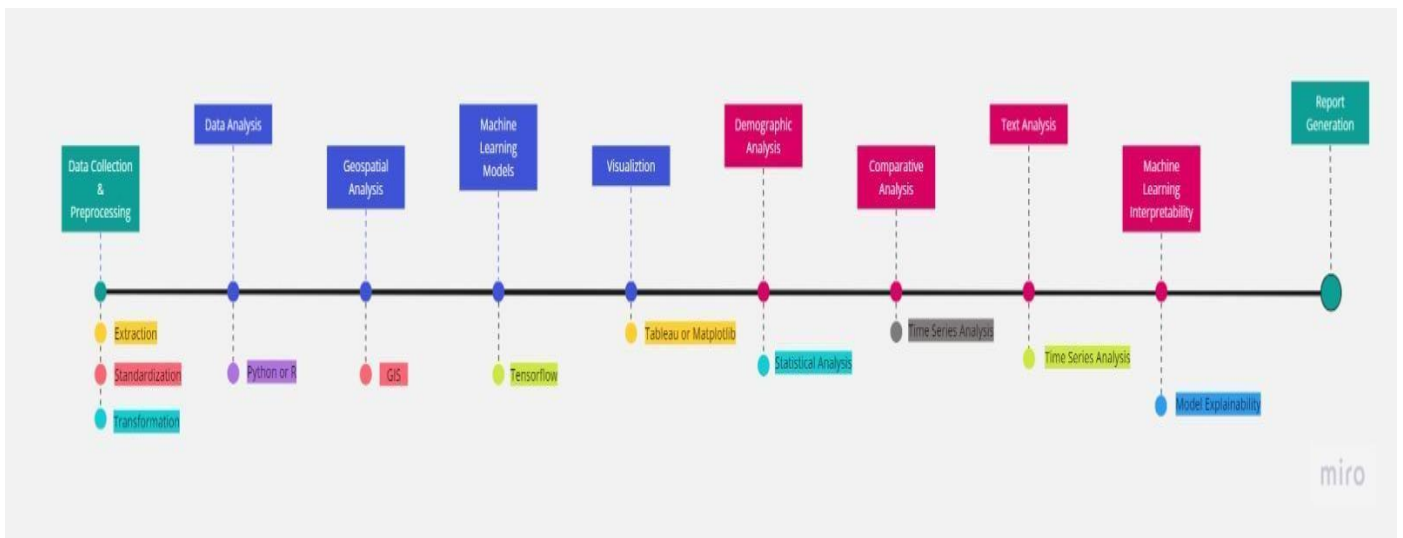 Data Collection
&
Preprocessing
Data Analysis
Geospatial
Analysis
Machine
Learning
Models
Visualiztion
Demographic
Analysis
Comparative
Analysis
Text Analysis
Machine
Learning
Interpretability
Report
Generation
Extraction
Standardization
Transformation
Python or R
GIS
Tensorflow
Tableau or Matplotlib
Statistical Analysis
Time Series Analysis
Time Series Analysis
Model Explainability
miro